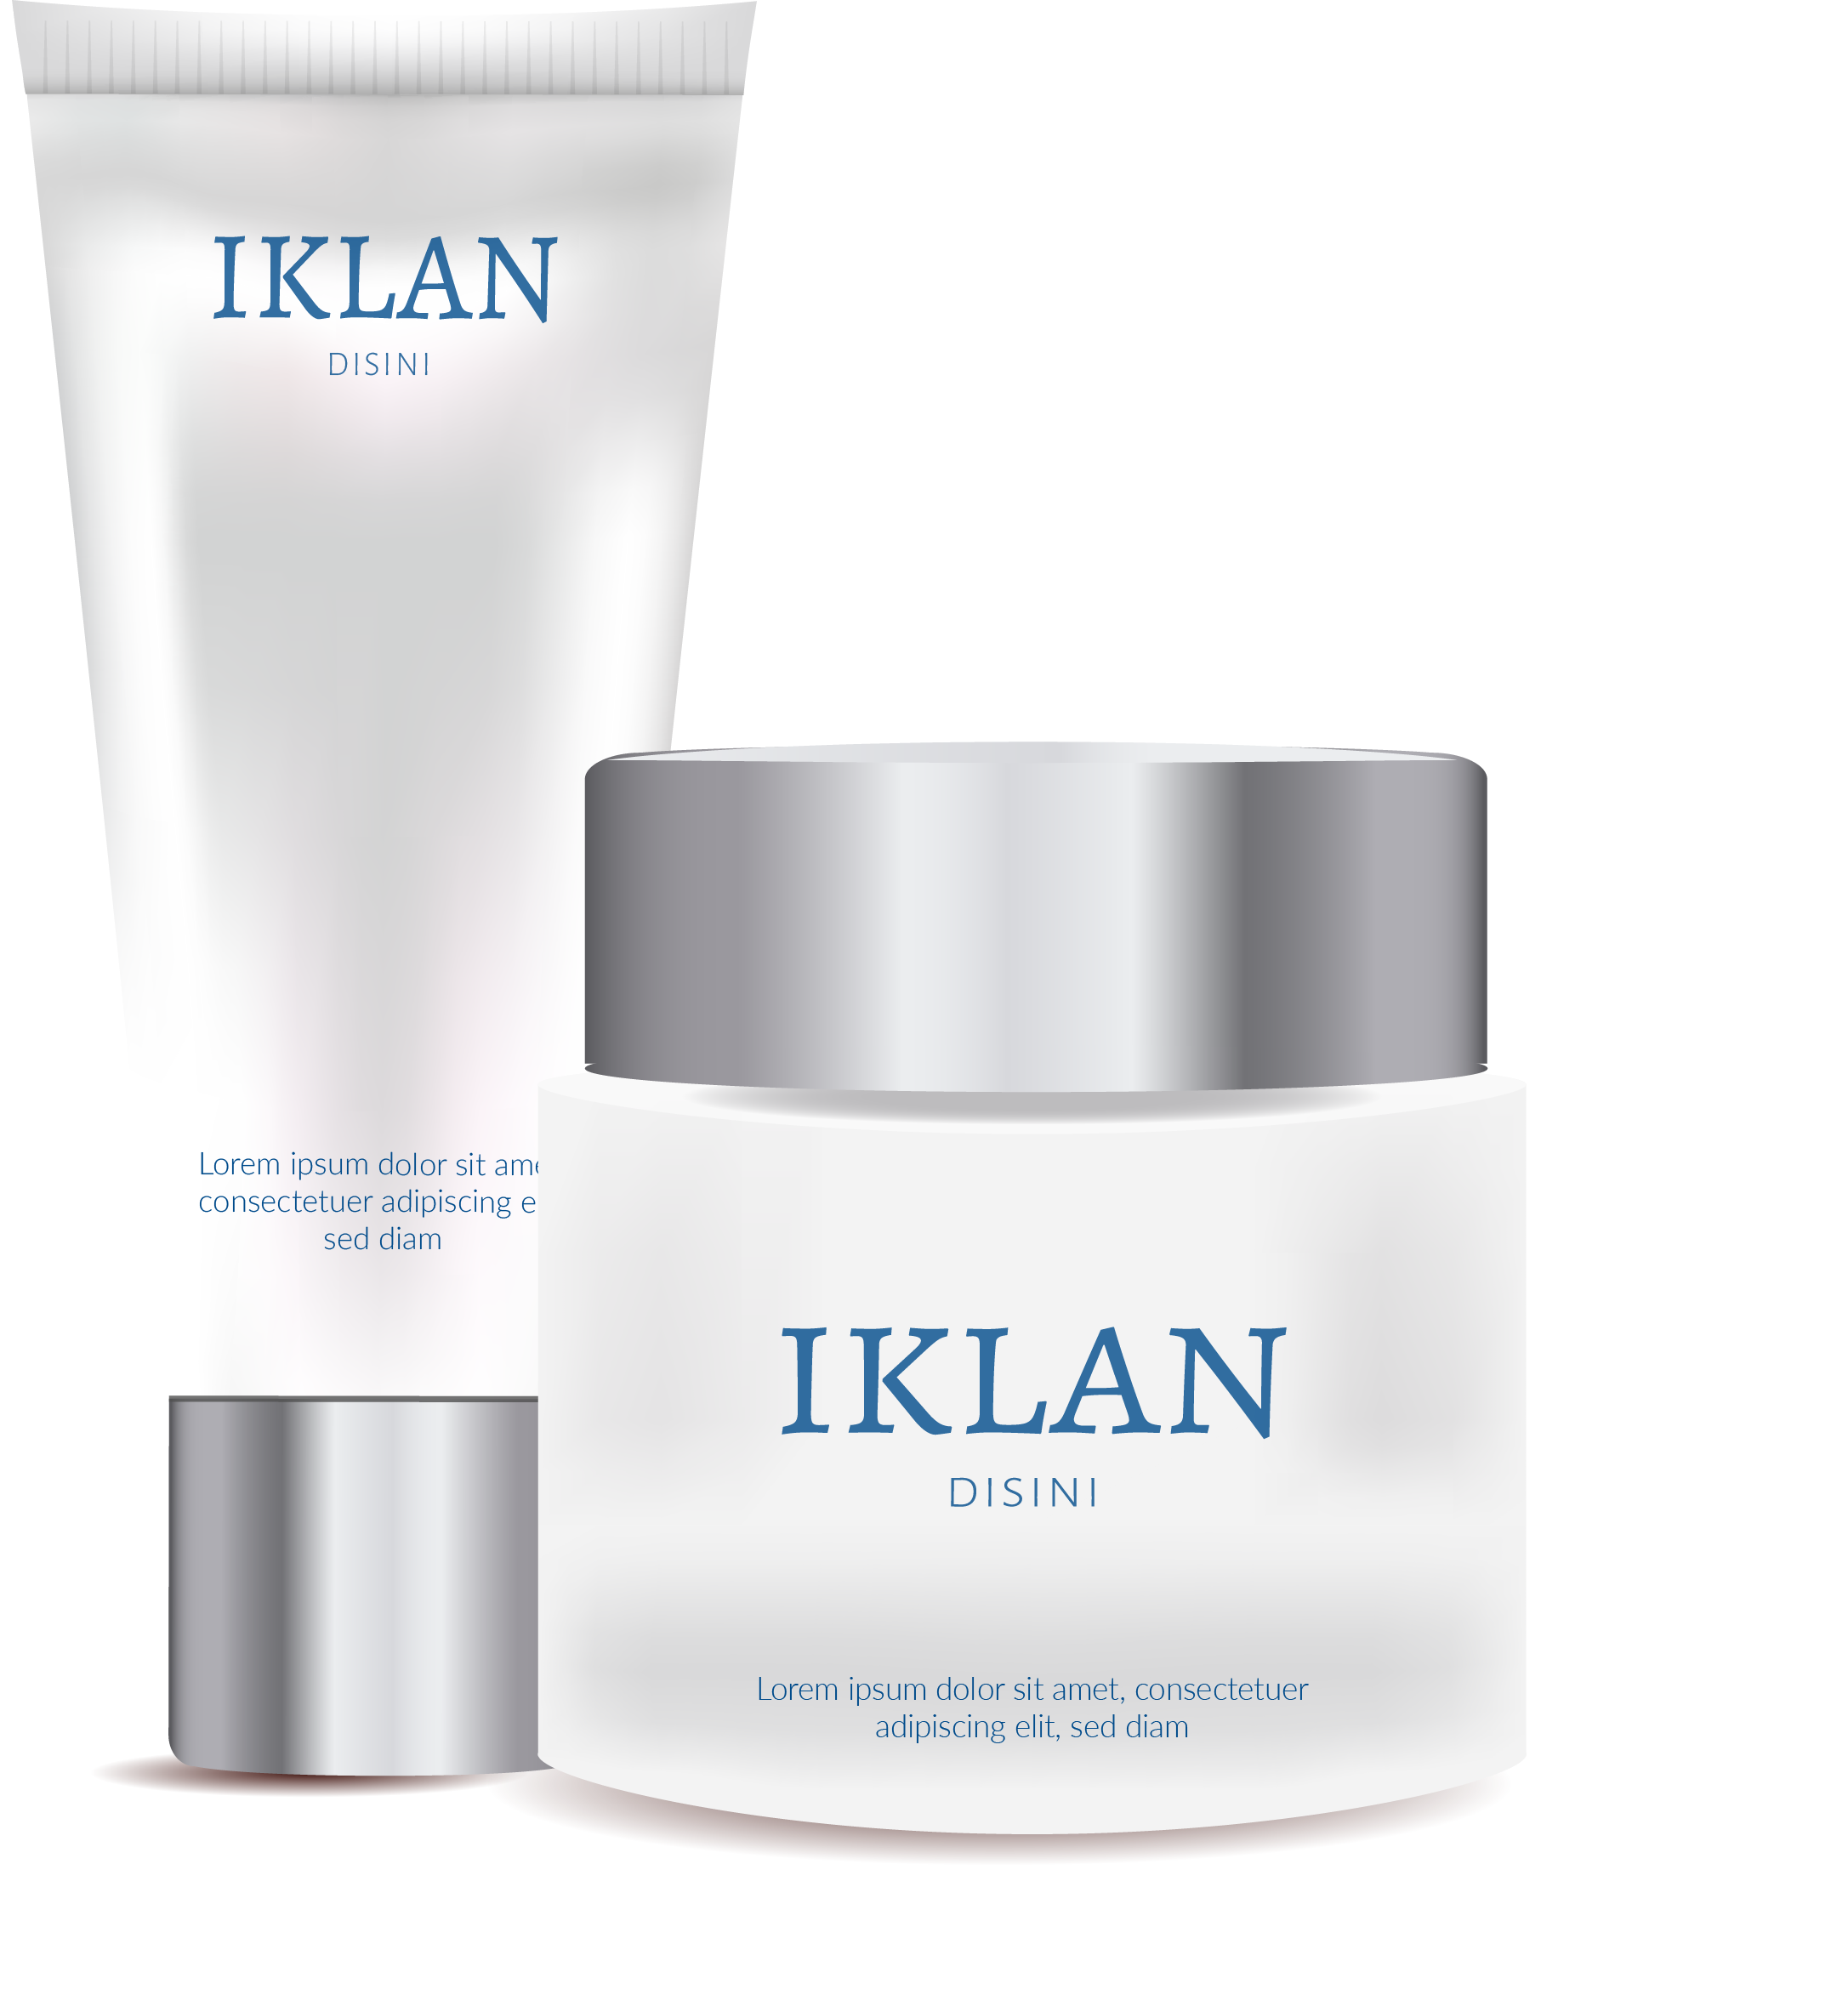 IKLAN
DISINI
Lorem ipsum dolor sit ame
consectetuer adipiscing e
sed diam
IKLAN
DISINI
Lorem ipsum dolor sit amet, consectetuer
adipiscing elit, sed diam